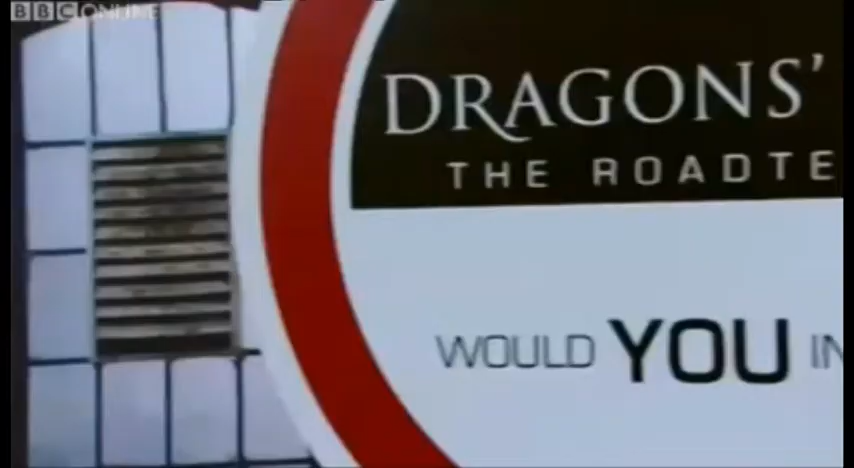 BBC ONLINE
DRAGONS'
THE ROADTE
WOULD YOU IN